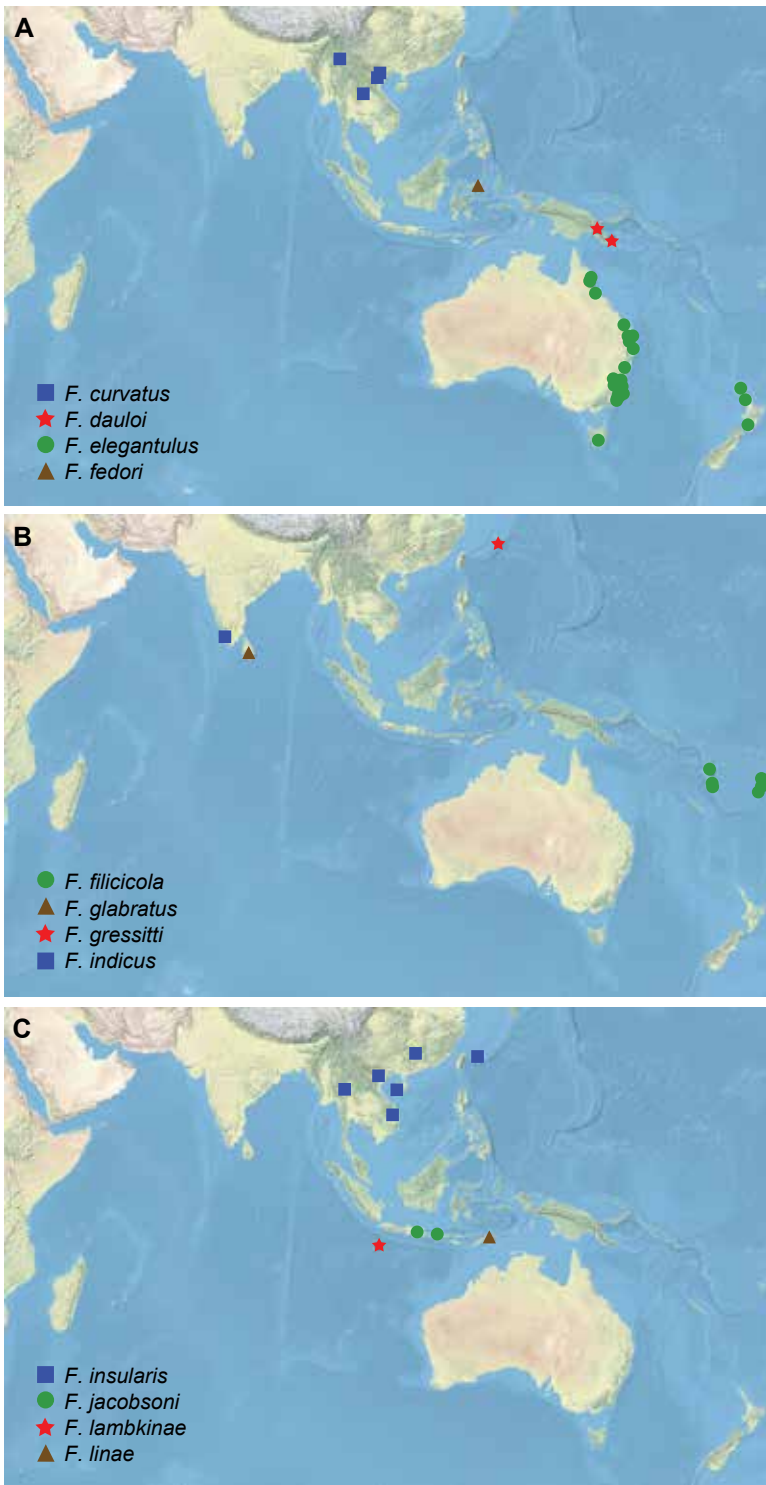 A
F. curvatus
F. dauloi
F. elegantulus
F. fedori
B
F. filicicola
F. glabratus
F. gressitti
F. indicus
C
F. insularis
F. jacobsoni
F. lambkinae
F. linae